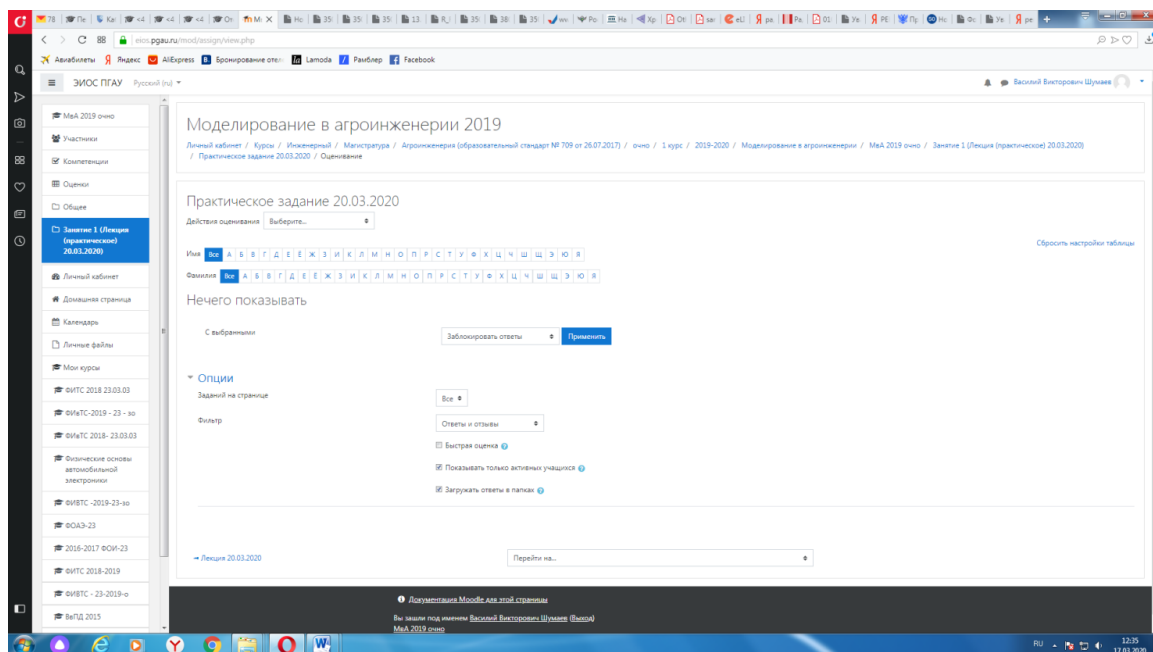 eios.pgau.ru/mod/assign/view.php
Авиабилеты Яндекс AliExpress Бронирование отел Lamoda Рамблер Facebook
ЭИОС ПГАУ Русский (ru)
Василий Викторович Шумаев
МвА 2019 очно
Участники
Компетенции
Оценки
Общее
Занятие 1 (Лекция
(практическое)
20.03.2020)
Личный кабинет
Домашняя страница
Календарь
Личные файлы
Мои курсы
ФИТС 2018 23.03.03
ФИвТС-2019 - 23 - зо
ФИвТС 2018- 23.03.03
Физические основы
автомобильной
электроники
ФИВТС -2019-23-зо
ФОАЭ-23
2016-2017 ФОИ-23
ФИТС 2018-2019
ФИВТС - 23-2019-о
ВвПД 2015
Моделирование в агроинженерии 2019
Личный кабинет / Курсы / Инженерный / Магистратура / Агроинженерия (образовательный стандарт № 709 от 26.07.2017) / очно / 1 курс / 2019-2020 / Моделирование в агроинженерии / МвА 2019 очно / Занятие 1 (Лекция (практическое) 20.03.2020)
/ Практическое задание 20.03.2020 / Оценивание
Практическое задание 20.03.2020
Действия оценивания Выберите...
Сбросить настройки таблицы
Имя Все А Б В Г Д Е Ё Ж З И К Л М Н О П Р С Т У Ф Х Ц Ч Ш Щ Э Ю Я
Фамилия Все А Б В Г Д Е Ё Ж З И К Л М Н О П Р С Т У Ф Х Ц Ч Ш Щ Э Ю Я
Нечего показывать
С выбранными Заблокировать ответы Применить
Опции
Заданий на странице Все
Фильтр Ответы и отзывы
Быстрая оценка
Показывать только активных учащихся
Загружать ответы в папках
→ Лекция 20.03.2020 Перейти на...
Документация Moodle для этой страницы
Вы зашли под именем Василий Викторович Шумаев (Выход)
МвА 2019 очно
RU 12:35
17.03.2020